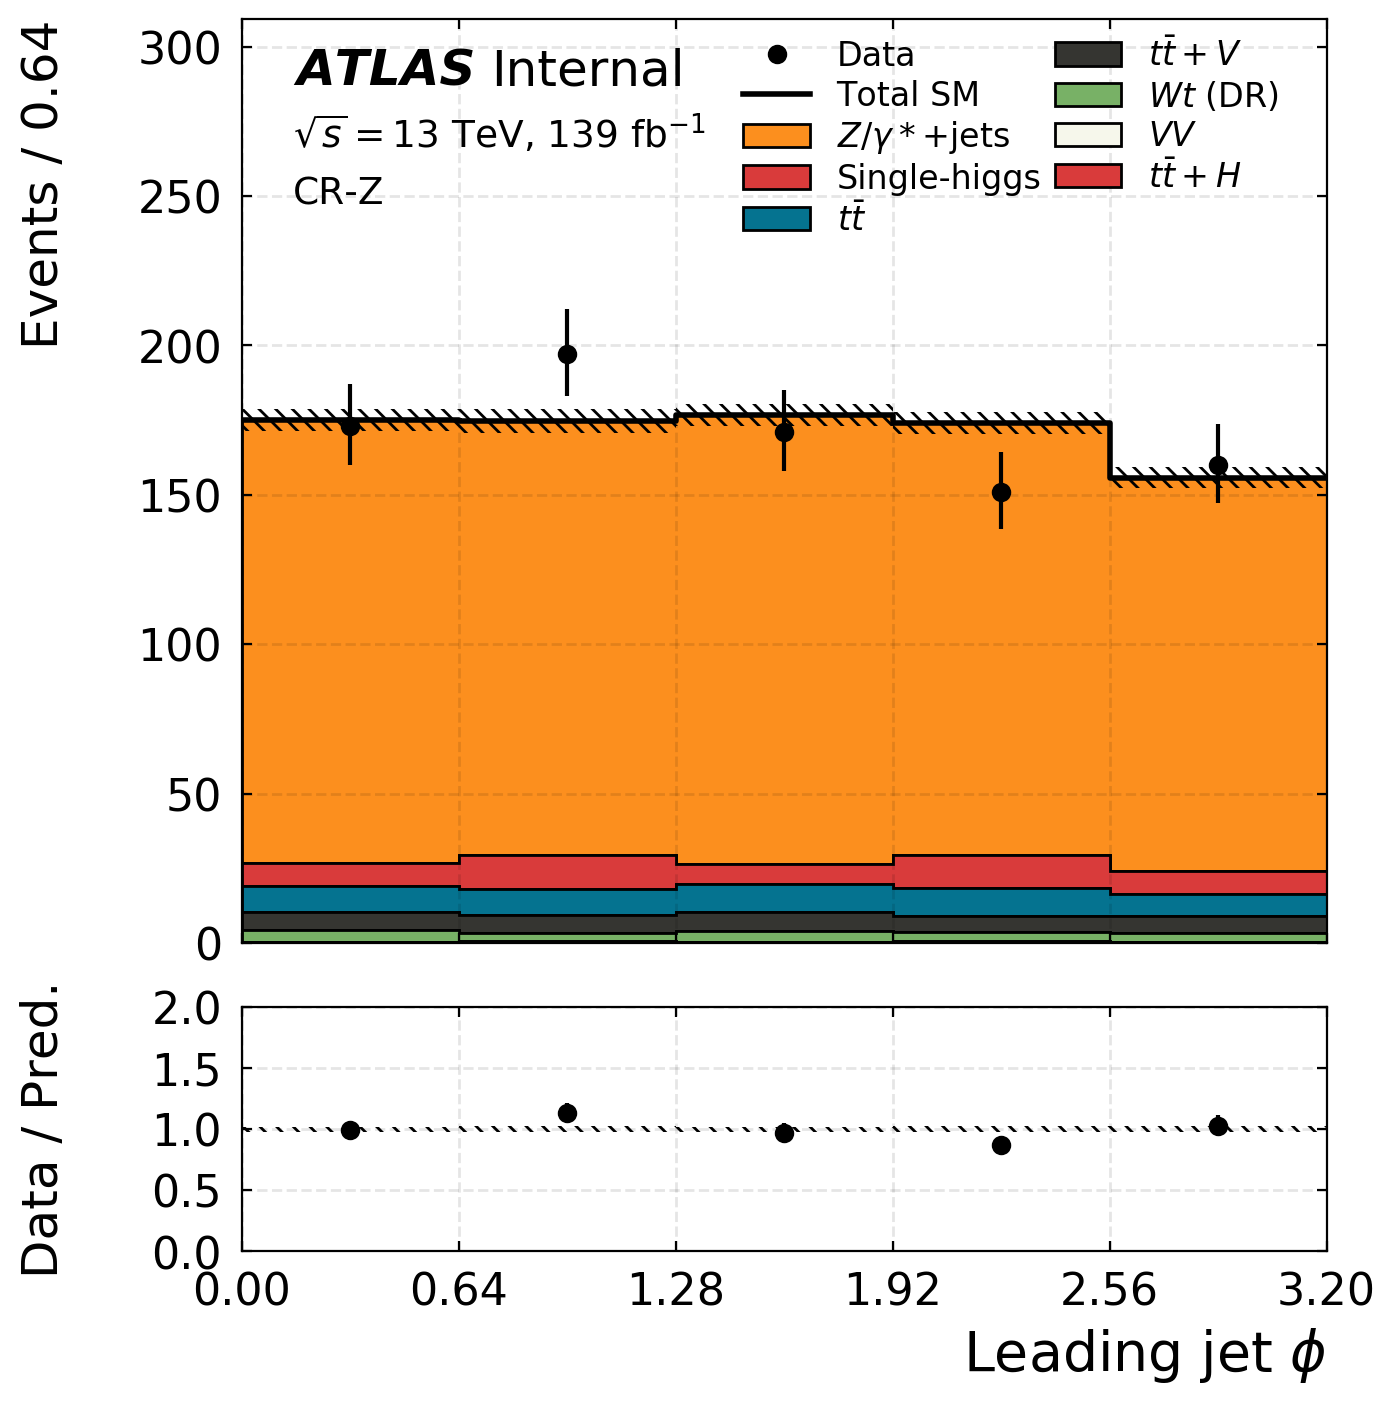 Events / 0.64
300
250
200
150
100
50
0
ATLAS Internal
√s = 13 TeV, 139 fb⁻¹
CR-Z
Data
Total SM
Z/γ * +jets
Single-higgs
tt̄
tt̄ + V
Wt (DR)
VV
tt̄ + H
Data / Pred.
2.0
1.5
1.0
0.5
0.0
0.00 0.64 1.28 1.92 2.56 3.20
Leading jet ϕ